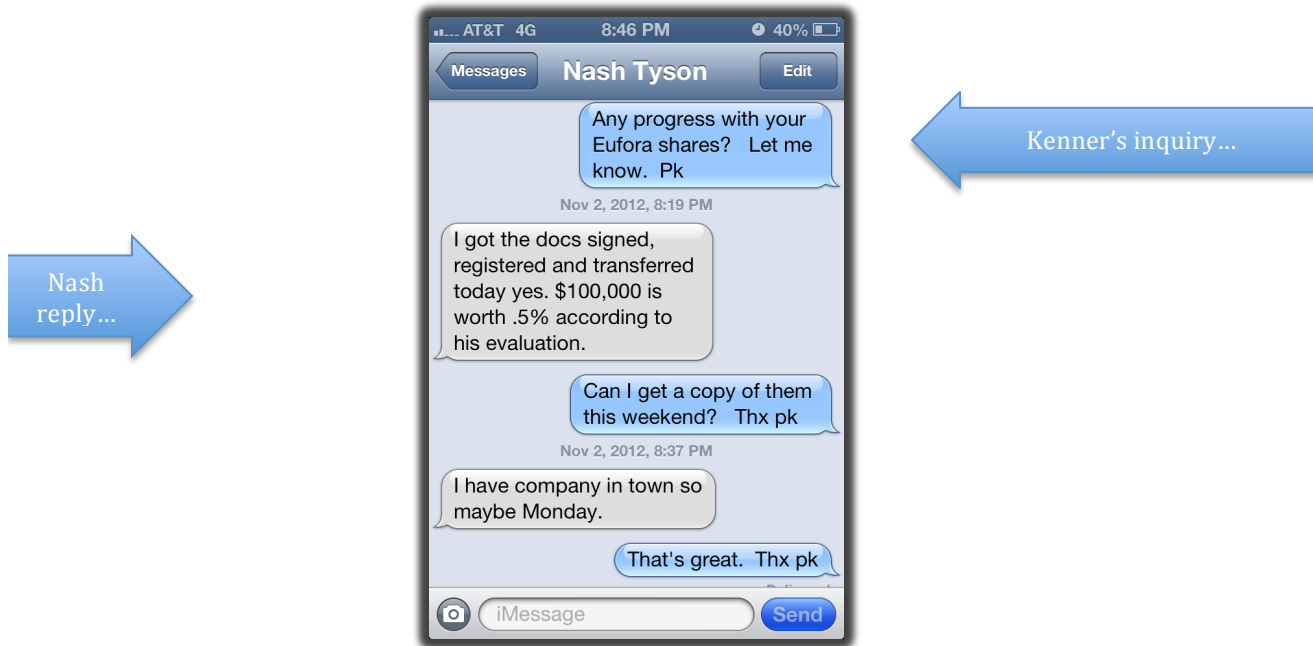 AT&T 4G 8:46 PM 40%
Messages Nash Tyson Edit
Any progress with your
Eufora shares? Let me
know. Pk
Kenner's inquiry…
Nov 2, 2012, 8:19 PM
I got the docs signed,
registered and transferred
today yes. $100,000 is
worth .5% according to
his evaluation.
Nash
reply…
Can I get a copy of them
this weekend? Thx pk
Nov 2, 2012, 8:37 PM
I have company in town so
maybe Monday.
That's great. Thx pk
iMessage Send